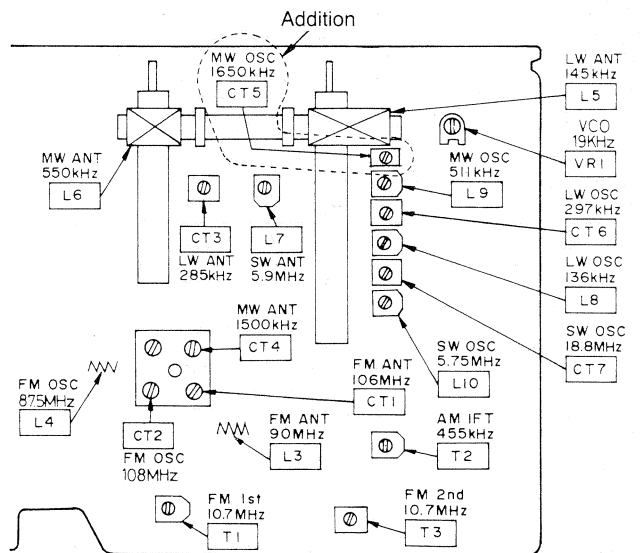 Addition
MW OSC
1650kHz
CT5
LW ANT
145kHz
L5
VCO
19KHz
VR1
MW ANT
550kHz
L6
MW OSC
511kHz
L9
CT3
LW ANT
285kHz
L7
SW ANT
5.9MHz
LW OSC
297kHz
CT6
LW OSC
136kHz
L8
MW ANT
1500kHz
CT4
SW OSC
5.75MHz
L10
SW OSC
18.8MHz
CT7
FM ANT
106MHz
CT1
FM OSC
87.5MHz
L4
CT2
FM OSC
108MHz
FM ANT
90MHz
L3
AM IFT
455kHz
T2
FM 1st
10.7MHz
T1
FM 2nd
10.7MHz
T3